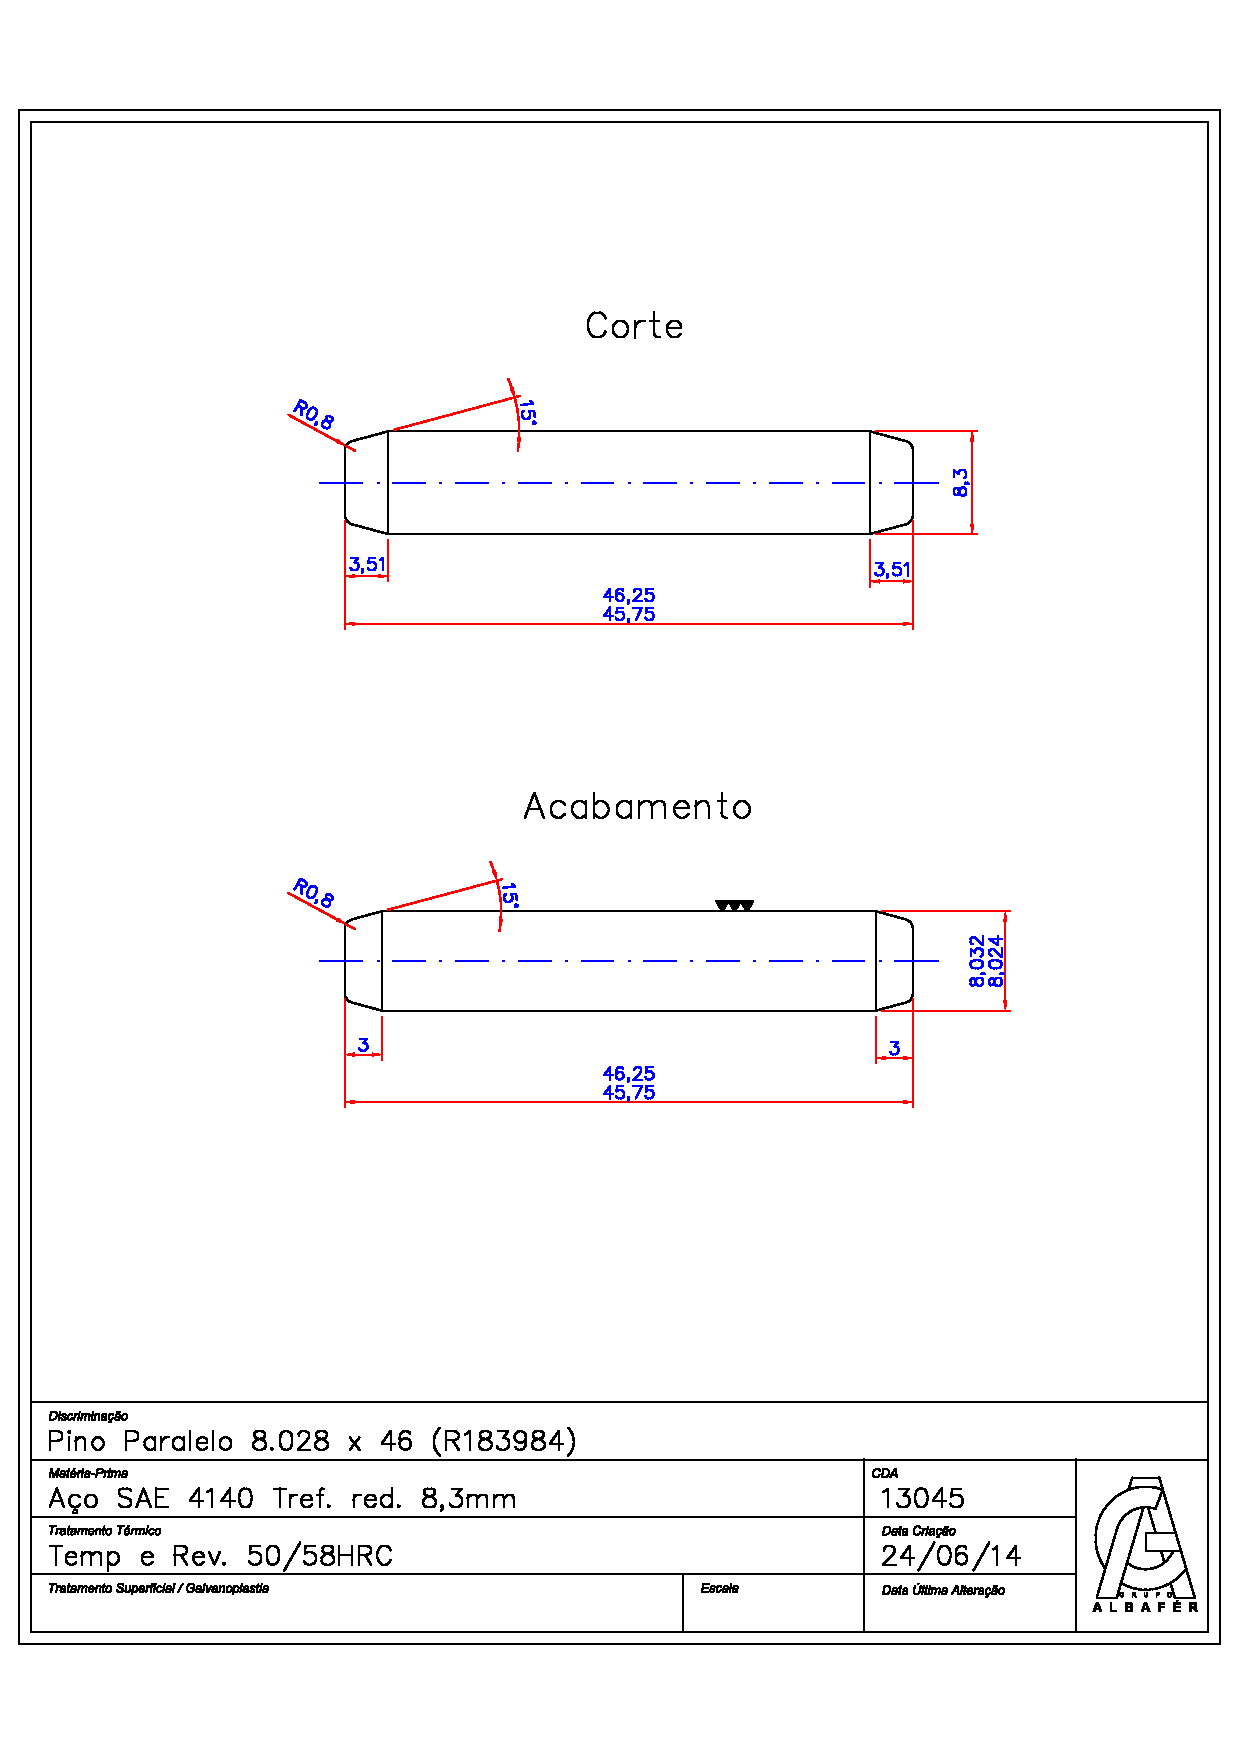 Corte
R0,8
15°
8,3
3,51
3,51
46,25
45,75
Acabamento
R0,8
15°
8,032
8,024
3
3
46,25
45,75
Discriminação
Pino Paralelo 8.028 x 46 (R183984)
Matéria-Prima
CDA
Aço SAE 4140 Tref. red. 8,3mm
13045
Tratamento Térmico
Data Criação
Temp e Rev. 50/58HRC
24/06/14
Tratamento Superficial / Galvanoplastia
Escala
Data Última Alteração
GRUPO
ALBAFÉR